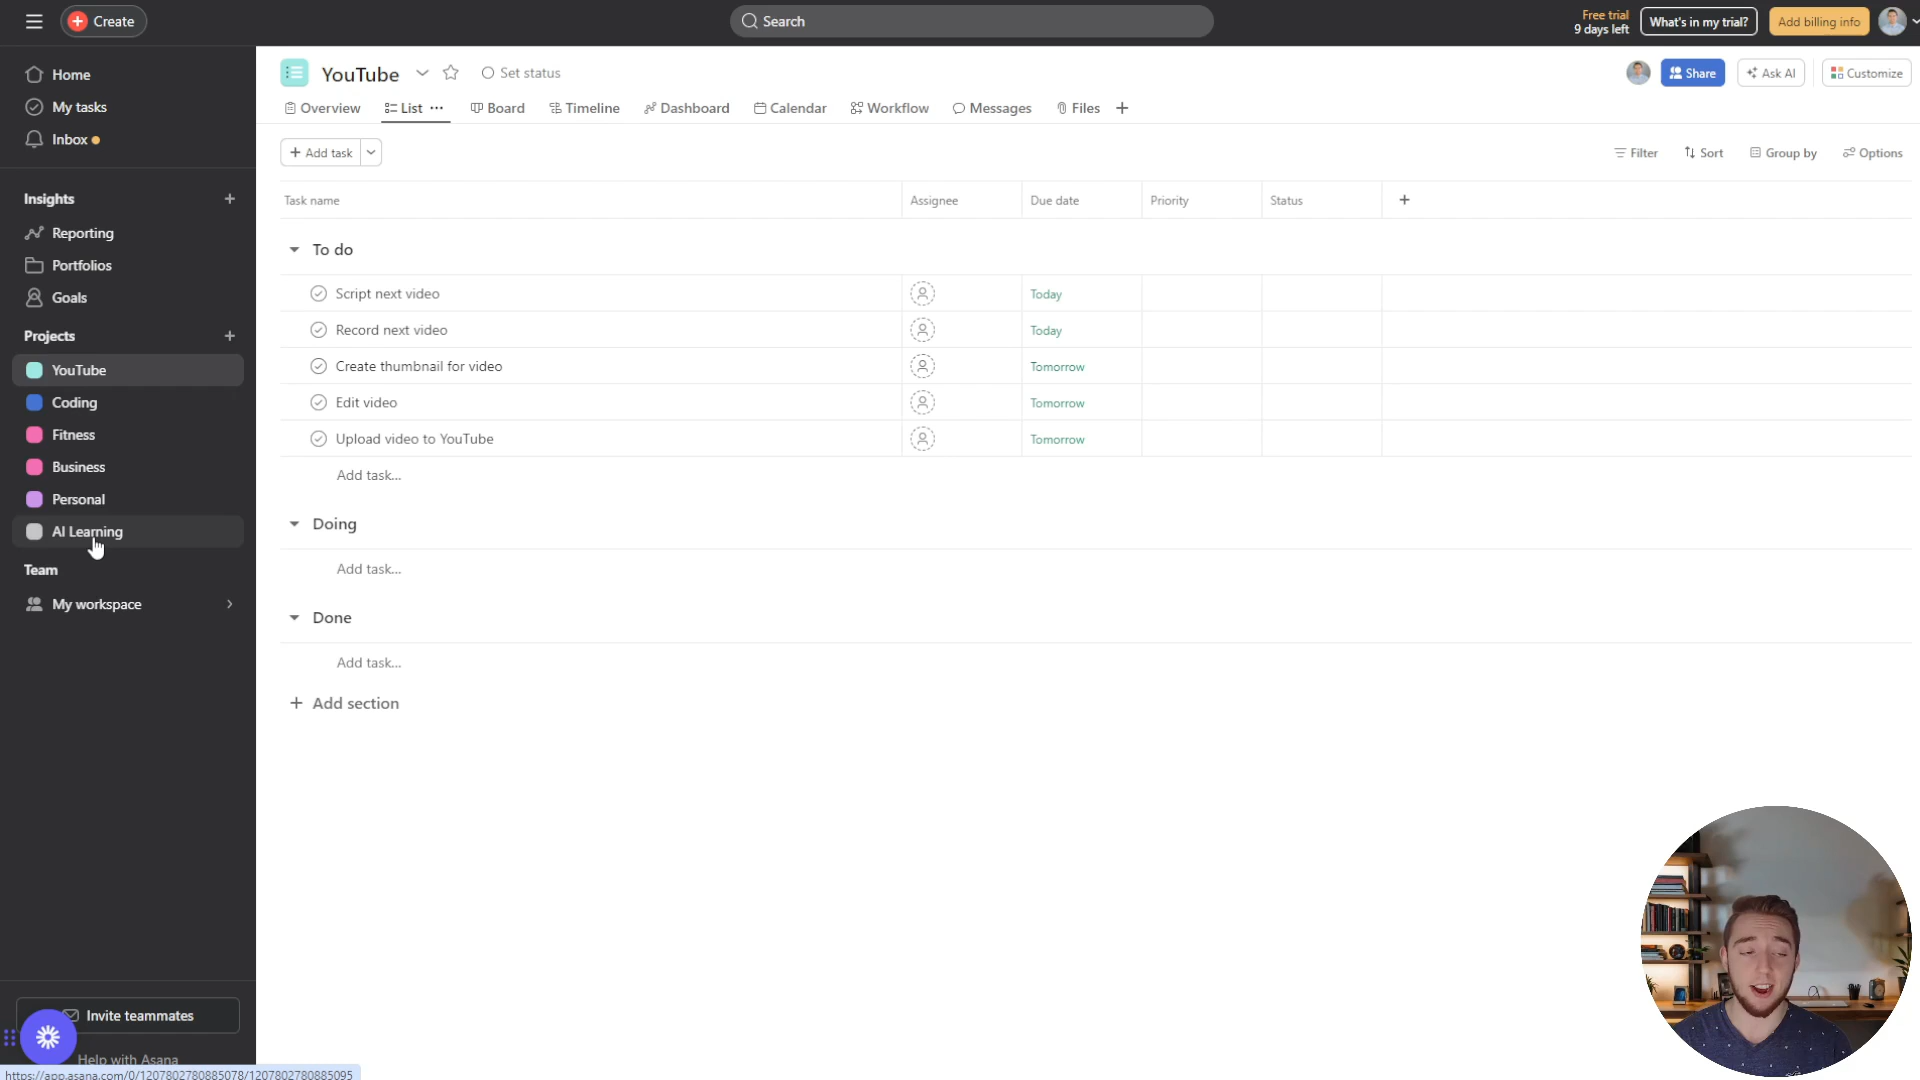 Create
Search
Free trial
9 days left
What's in my trial?
Add billing info
Home
My tasks
Inbox
Insights
Reporting
Portfolios
Goals
Projects
YouTube
Coding
Fitness
Business
Personal
AI Learning
Team
My workspace
Invite teammates
Help with Asana
https://app.asana.com/0/1207802780885078/1207802780885095
YouTube
Set status
Share
Ask AI
Customize
Overview
List
Board
Timeline
Dashboard
Calendar
Workflow
Messages
Files
Add task
Filter
Sort
Group by
Options
Task name
Assignee
Due date
Priority
Status
To do
Script next video
Today
Record next video
Today
Create thumbnail for video
Tomorrow
Edit video
Tomorrow
Upload video to YouTube
Tomorrow
Add task...
Doing
Add task...
Done
Add task...
Add section